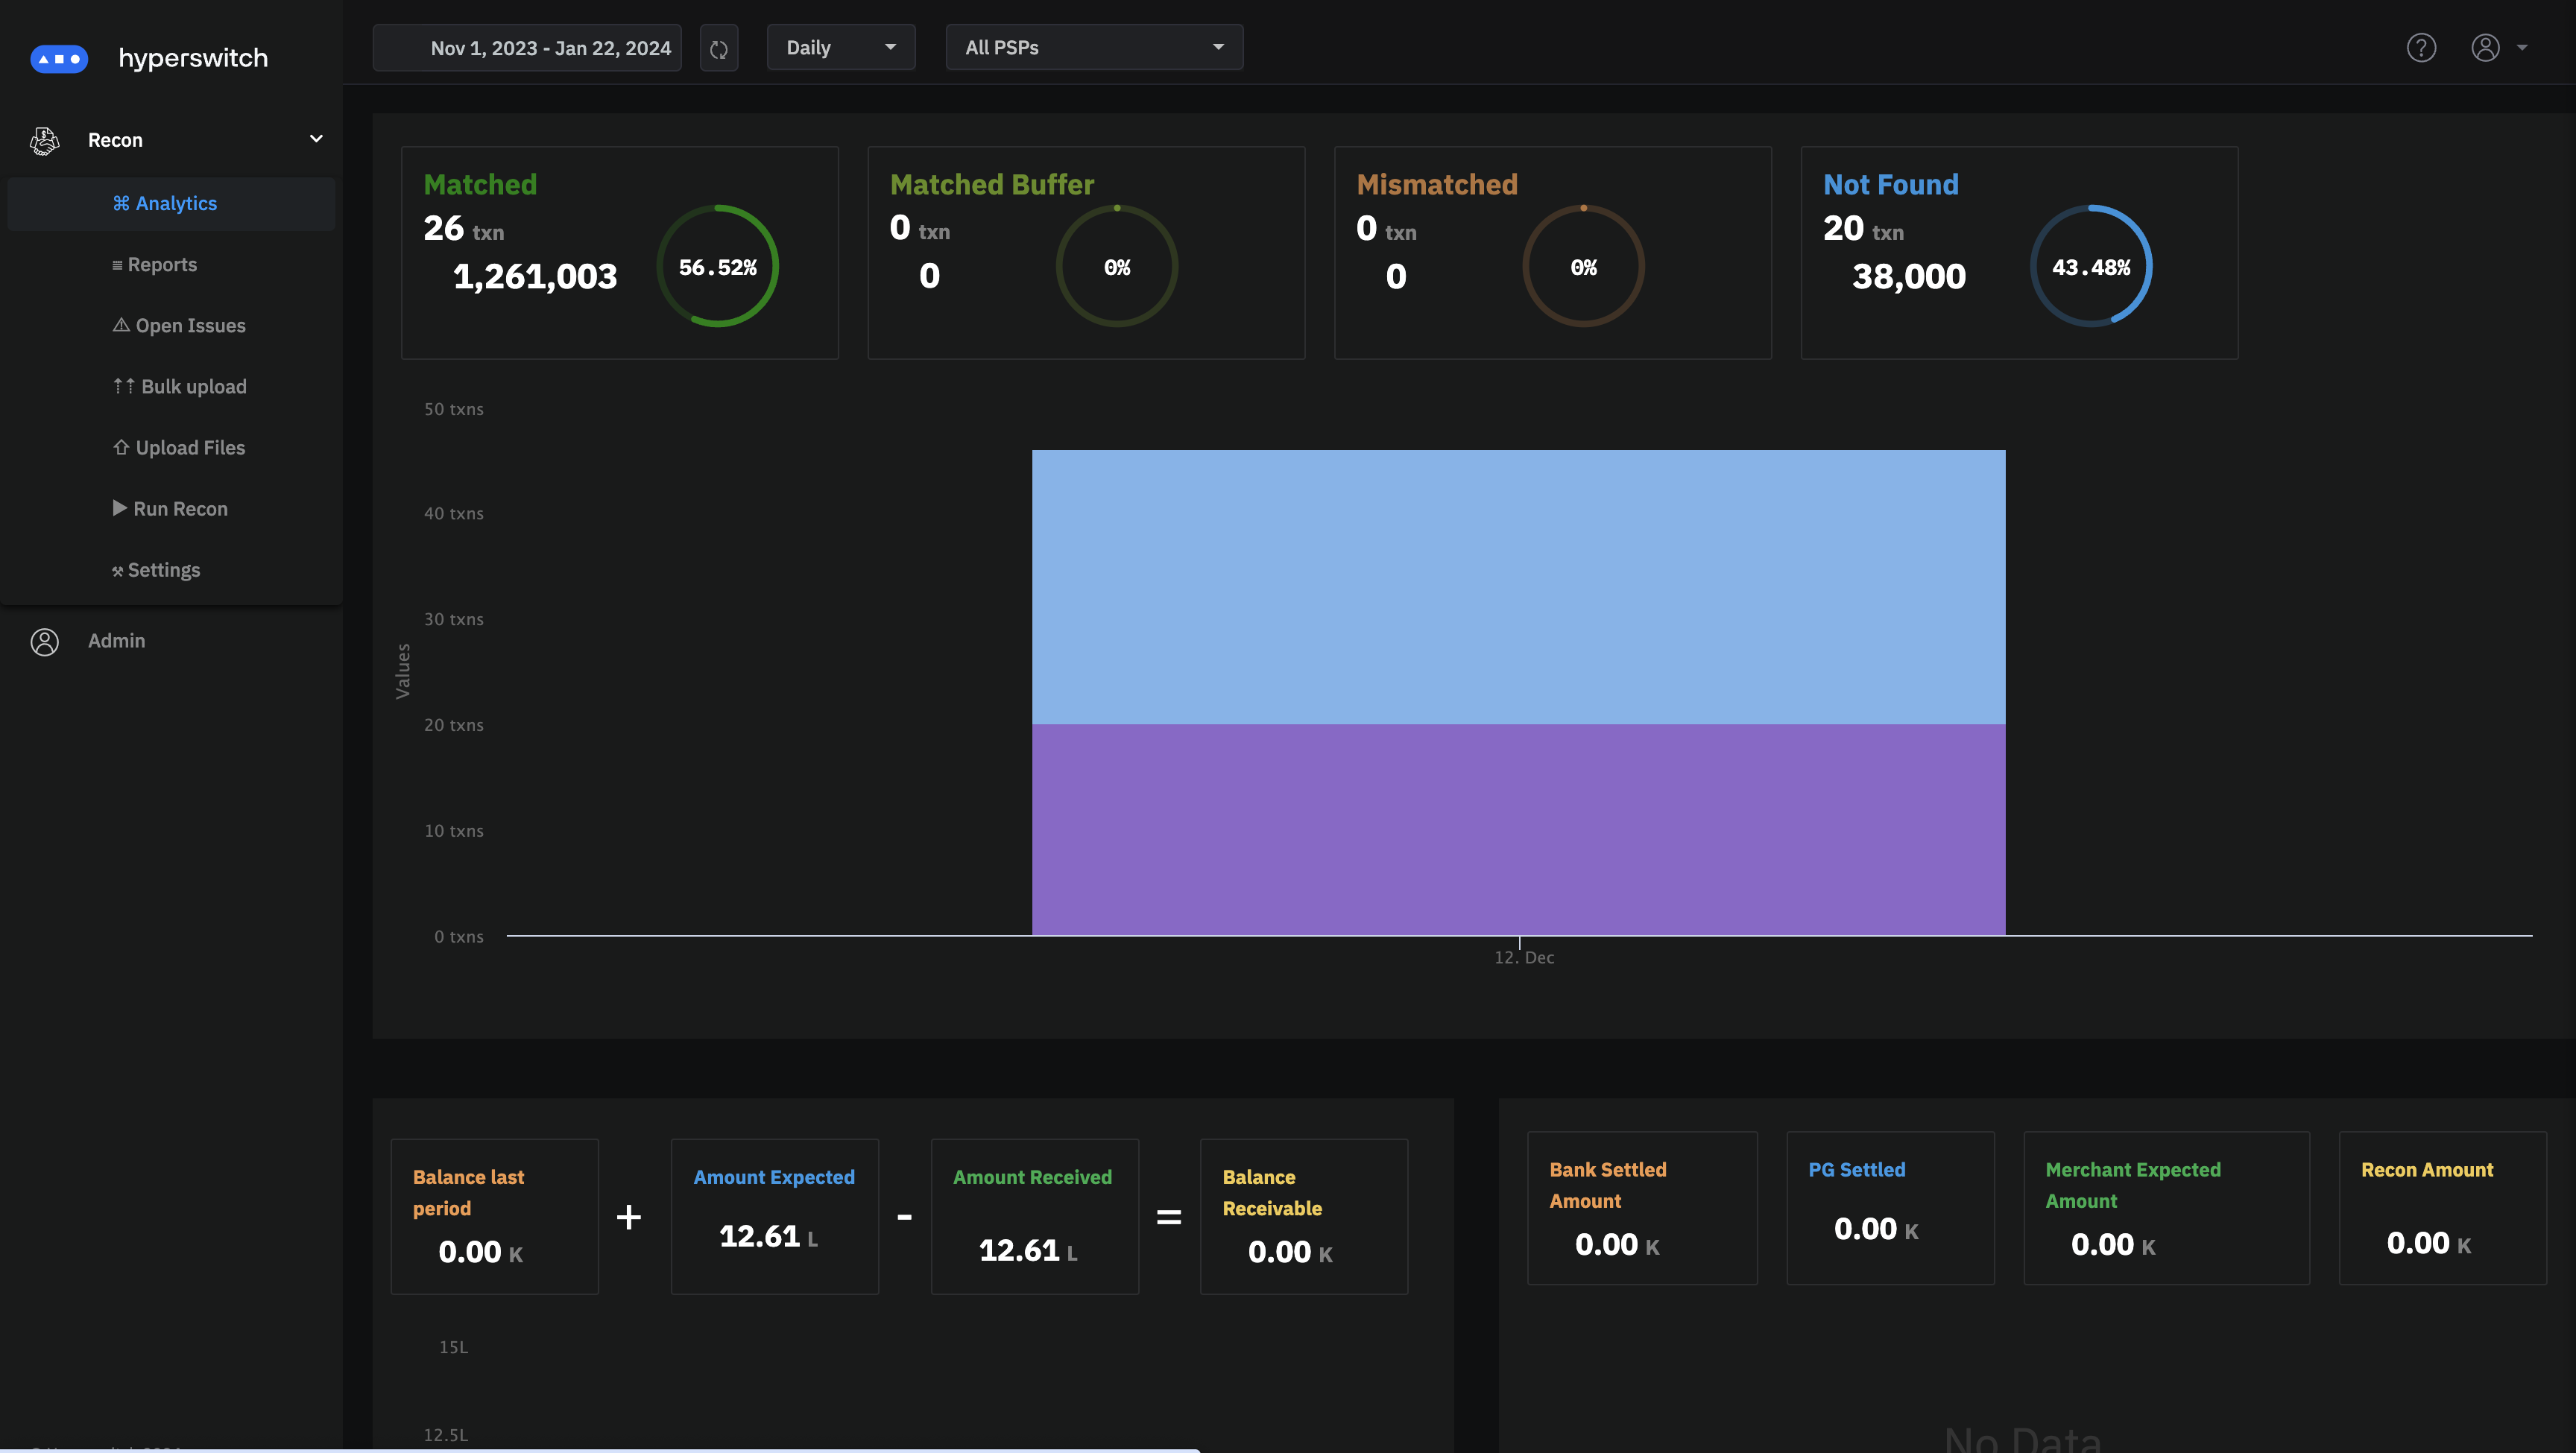 hyperswitch
Nov 1, 2023 - Jan 22, 2024
Daily
All PSPs
Recon
⌘ Analytics
Reports
Open Issues
Bulk upload
Upload Files
Run Recon
Settings
Admin
Matched
26 txn
1,261,003
56.52%
Matched Buffer
0 txn
0
0%
Mismatched
0 txn
0
0%
Not Found
20 txn
38,000
43.48%
50 txns
40 txns
30 txns
20 txns
10 txns
0 txns
Values
12. Dec
Balance last
period
0.00 K
+
Amount Expected
12.61 L
-
Amount Received
12.61 L
=
Balance
Receivable
0.00 K
15L
12.5L
Bank Settled
Amount
0.00 K
PG Settled
0.00 K
Merchant Expected
Amount
0.00 K
Recon Amount
0.00 K
No Data